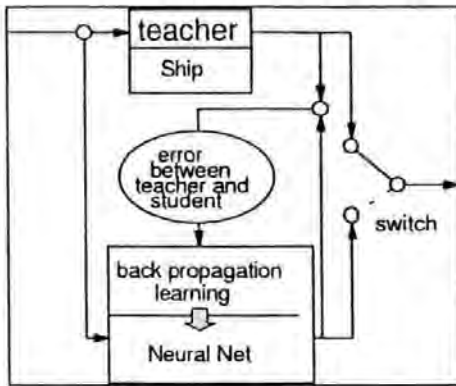 teacher
Ship
error
between
teacher and
student
switch
back propagation
learning
Neural Net